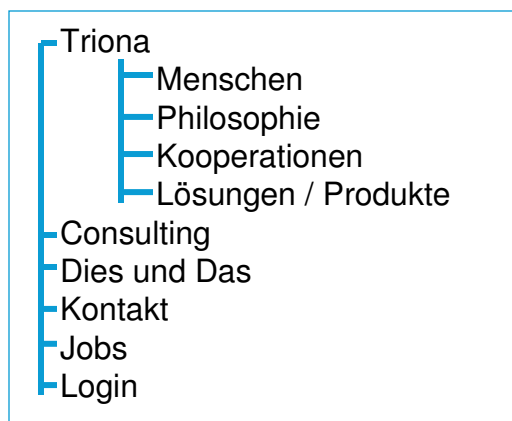 Triona
Menschen
Philosophie
Kooperationen
Lösungen / Produkte
Consulting
Dies und Das
Kontakt
Jobs
Login